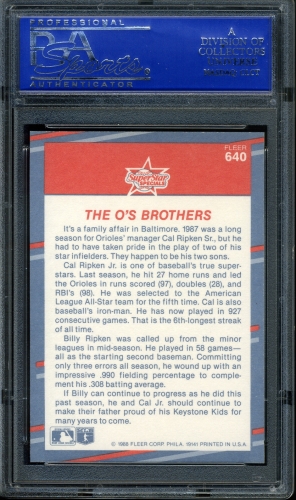 PROFESSIONAL
PSA
Sports
AUTHENTICATOR
A
DIVISION OF
COLLECTORS
UNIVERSE
FLEER
640
SuperStar
SPECIALS
THE O'S BROTHERS
It's a family affair in Baltimore. 1987 was a long
season for Orioles' manager Cal Ripken Sr., but he
had to have taken pride in the play of two of his
star infielders. They happen to be his two sons.
Cal Ripken Jr. is one of baseball's true super-
stars. Last season, he hit 27 home runs and led
the Orioles in runs scored (97), doubles (28), and
RBI's (98). He was selected to the American
League All-Star team for the fifth time. Cal is also
baseball's iron-man. He has now played in 927
consecutive games. That is the 6th-longest streak
of all time.
Billy Ripken was called up from the minor
leagues in mid-season. He played in 58 games—
all as the starting second baseman. Committing
only three errors all season, he wound up with an
impressive .990 fielding percentage to comple-
ment his .308 batting average.
If Billy can continue to progress as he did this
past season, he and Cal Jr. should continue to
make their father proud of his Keystone Kids for
many years to come.
© 1988 FLEER CORP. PHILA. 19141 PRINTED IN U.S.A.